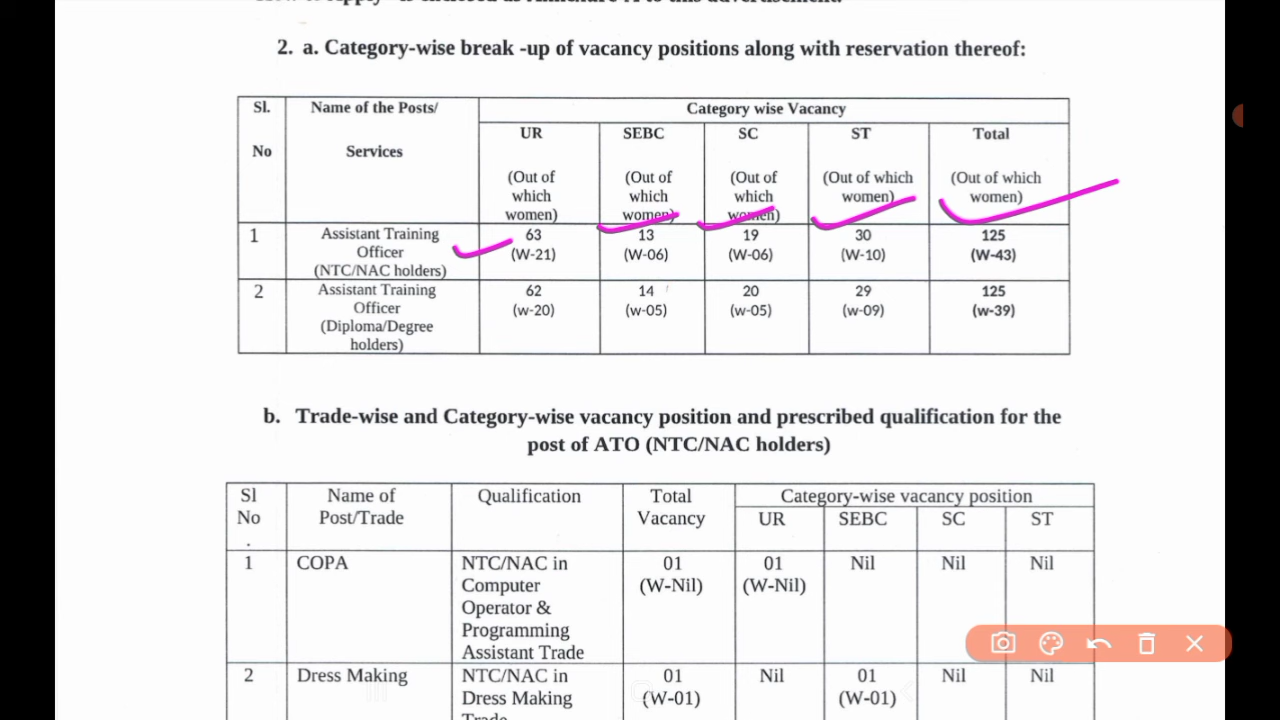 2. a. Category-wise break -up of vacancy positions along with reservation thereof:
Sl. No
Name of the Posts/ Services
Category wise Vacancy
UR (Out of which women)
SEBC (Out of which women)
SC (Out of which women)
ST (Out of which women)
Total (Out of which women)
1
Assistant Training
Officer
(NTC/NAC holders)
63 13 19 30 125
(W-21) (W-06) (W-06) (W-10) (W-43)
2
Assistant Training
Officer
(Diploma/Degree
holders)
62 14 20 29 125
(w-20) (w-05) (w-05) (w-09) (w-39)
b. Trade-wise and Category-wise vacancy position and prescribed qualification for the
post of ATO (NTC/NAC holders)
Sl No .
Name of Post/Trade
Qualification
Total Vacancy
Category-wise vacancy position
UR SEBC SC ST
1 COPA
NTC/NAC in
Computer
Operator &
Programming
Assistant Trade
01 01 Nil Nil Nil
(W-Nil) (W-Nil)
2 Dress Making
NTC/NAC in
Dress Making
01 Nil 01 Nil Nil
(W-01) (W-01)